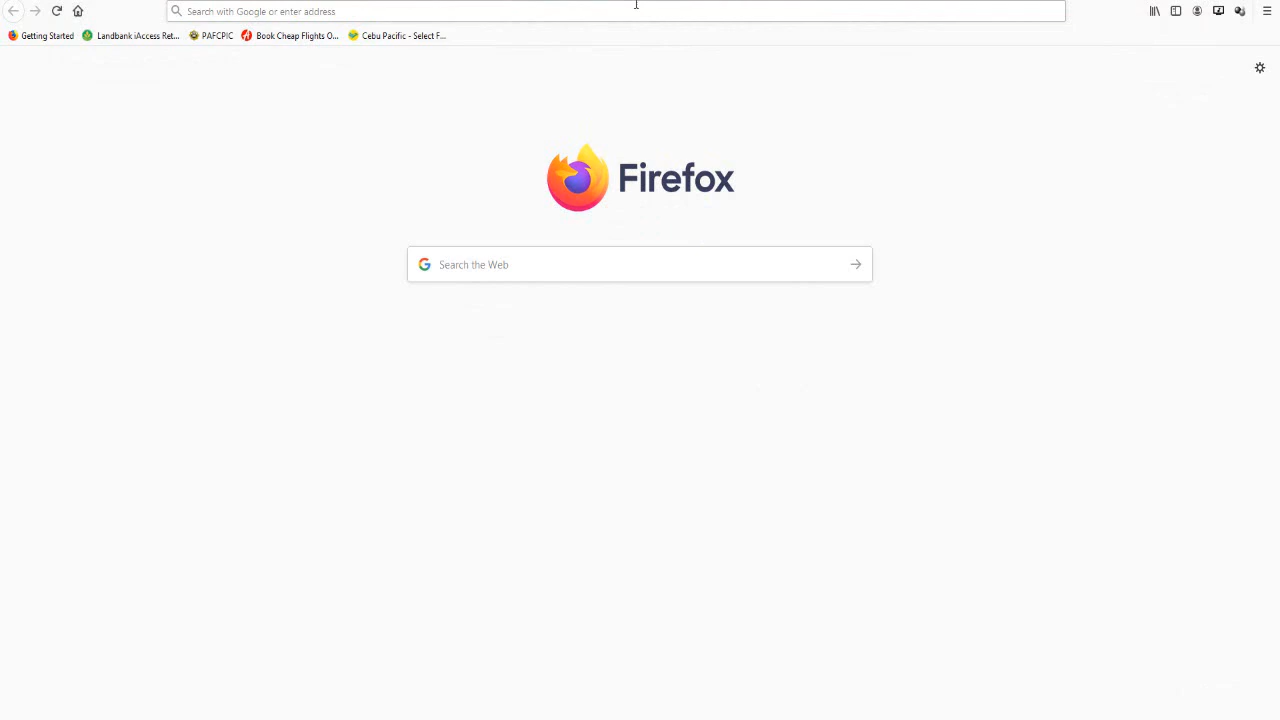 Search with Google or enter address
Getting Started Landbank iAccess Ret... PAFCPIC Book Cheap Flights O... Cebu Pacific - Select F...
Firefox
Search the Web